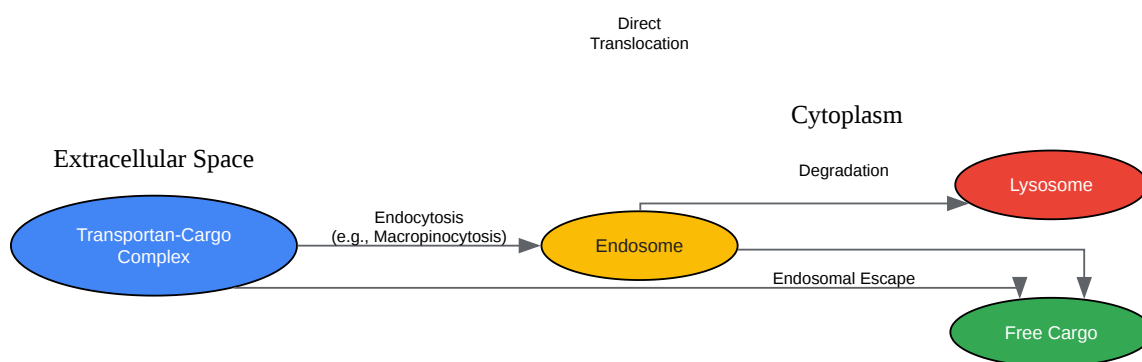 Direct
Translocation
Cytoplasm
Extracellular Space
Degradation
Lysosome
Transportan-Cargo
Complex
Endocytosis
(e.g., Macropinocytosis)
Endosome
Endosomal Escape
Free Cargo